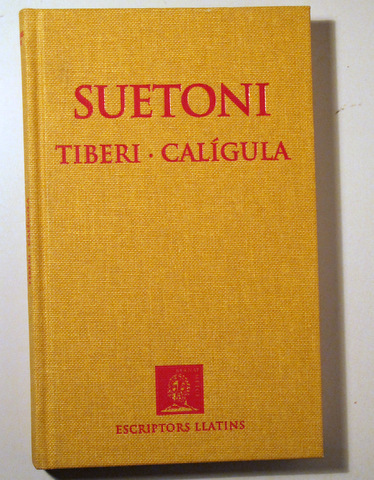 SUETONI
TIBERI · CALÍGULA
ESCRIPTORS LLATINS